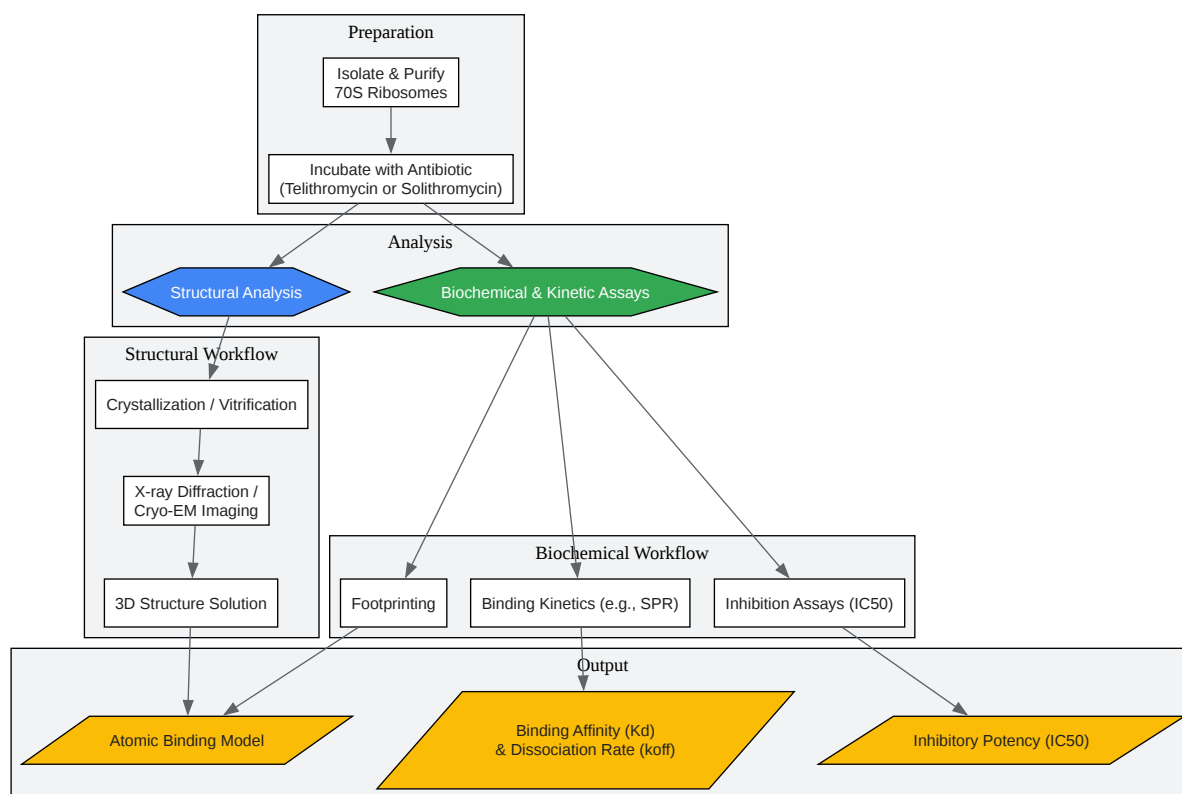 Preparation
Isolate & Purify
70S Ribosomes
Incubate with Antibiotic
(Telithromycin or Solithromycin)
Analysis
Structural Analysis
Biochemical & Kinetic Assays
Structural Workflow
Crystallization / Vitrification
X-ray Diffraction /
Cryo-EM Imaging
3D Structure Solution
Biochemical Workflow
Footprinting
Binding Kinetics (e.g., SPR)
Inhibition Assays (IC50)
Output
Atomic Binding Model
Binding Affinity (Kd)
& Dissociation Rate (koff)
Inhibitory Potency (IC50)